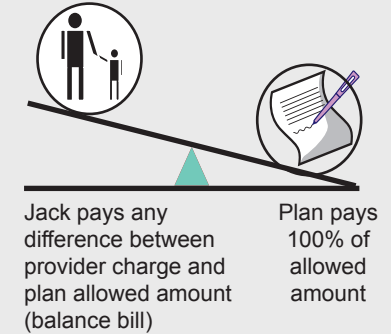 Jack pays any
difference between
provider charge and
plan allowed amount
(balance bill)
Plan pays
100% of
allowed
amount